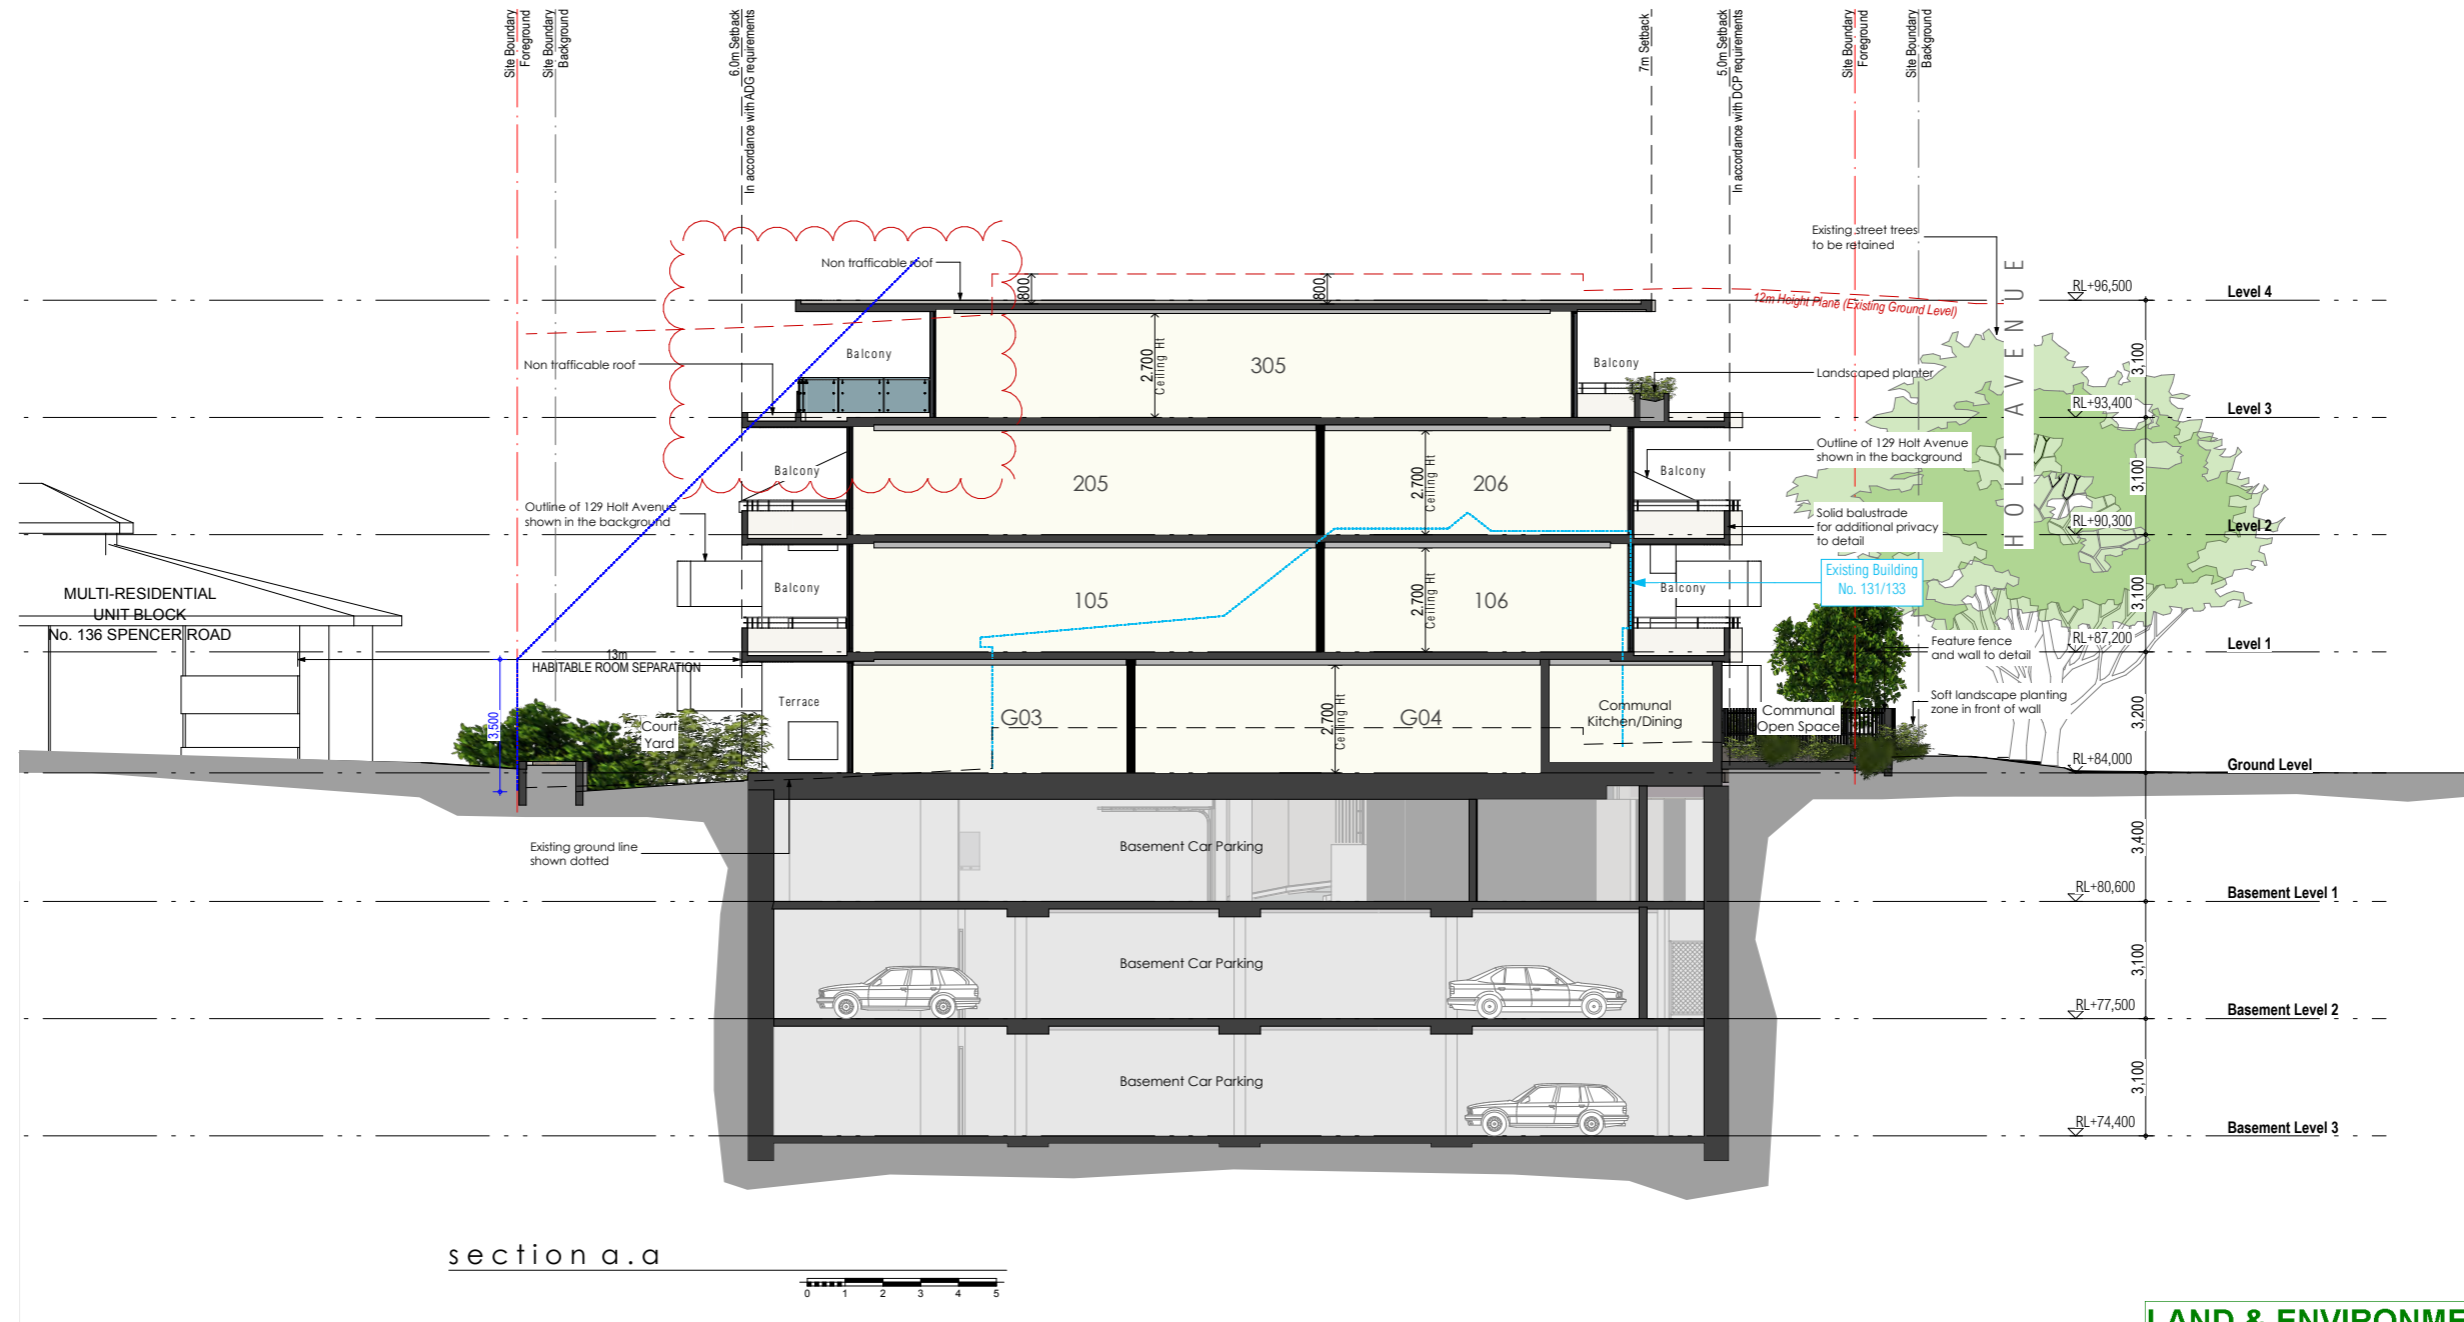 Site Boundary
Foreground
Site Boundary
Background
6.0m Setback
In accordance with ADG requirements
7m Setback
5.0m Setback
In accordance with DCP requirements
Site Boundary
Foreground
Site Boundary
Background
Existing street trees
to be retained
HOLT AVENUE
Non trafficable roof
800
800
12m Height Plane (Existing Ground Level)
RL+96,500
Level 4
Balcony
2.700
Ceiling Ht
305
Balcony
3,100
Non trafficable roof
Landscaped planter
RL+93,400
Level 3
Outline of 129 Holt Avenue
shown in the background
Balcony
205
2.700
Ceiling Ht
206
Balcony
3,100
Outline of 129 Holt Avenue
shown in the background
Solid balustrade
for additional privacy
to detail
RL+90,300
Level 2
Existing Building
No. 131/133
MULTI-RESIDENTIAL
UNIT BLOCK
No. 136 SPENCER ROAD
Balcony
105
2.700
Ceiling Ht
106
Balcony
3,100
Feature fence
and wall to detail
RL+87,200
Level 1
13m
HABITABLE ROOM SEPARATION
3.500
Court
Yard
Terrace
G03
2.700
Ceiling Ht
G04
Communal
Kitchen/Dining
Communal
Open Space
Soft landscape planting
zone in front of wall
3,200
RL+84,000
Ground Level
Existing ground line
shown dotted
Basement Car Parking
3,400
RL+80,600
Basement Level 1
Basement Car Parking
3,100
RL+77,500
Basement Level 2
Basement Car Parking
3,100
RL+74,400
Basement Level 3
section a.a
0 1 2 3 4 5
LAND & ENVIRONME